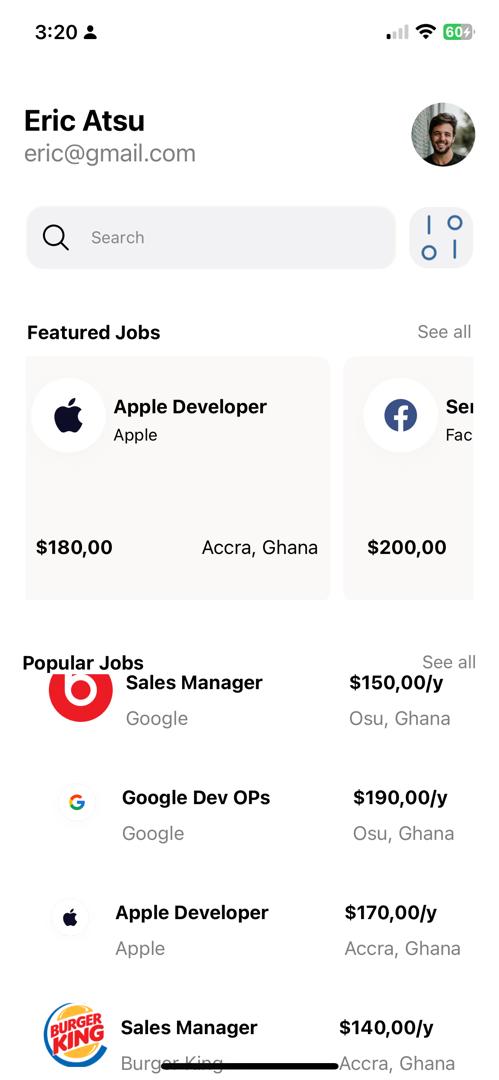 3:20
60
Eric Atsu
eric@gmail.com
Search
Featured Jobs See all
Apple Developer
Apple
$180,00 Accra, Ghana
Ser
Fac
$200,00
Popular Jobs See all
Sales Manager $150,00/y
Google Osu, Ghana
Google Dev OPs $190,00/y
Google Osu, Ghana
Apple Developer $170,00/y
Apple Accra, Ghana
BURGER
KING
Sales Manager $140,00/y
Burger King Accra, Ghana